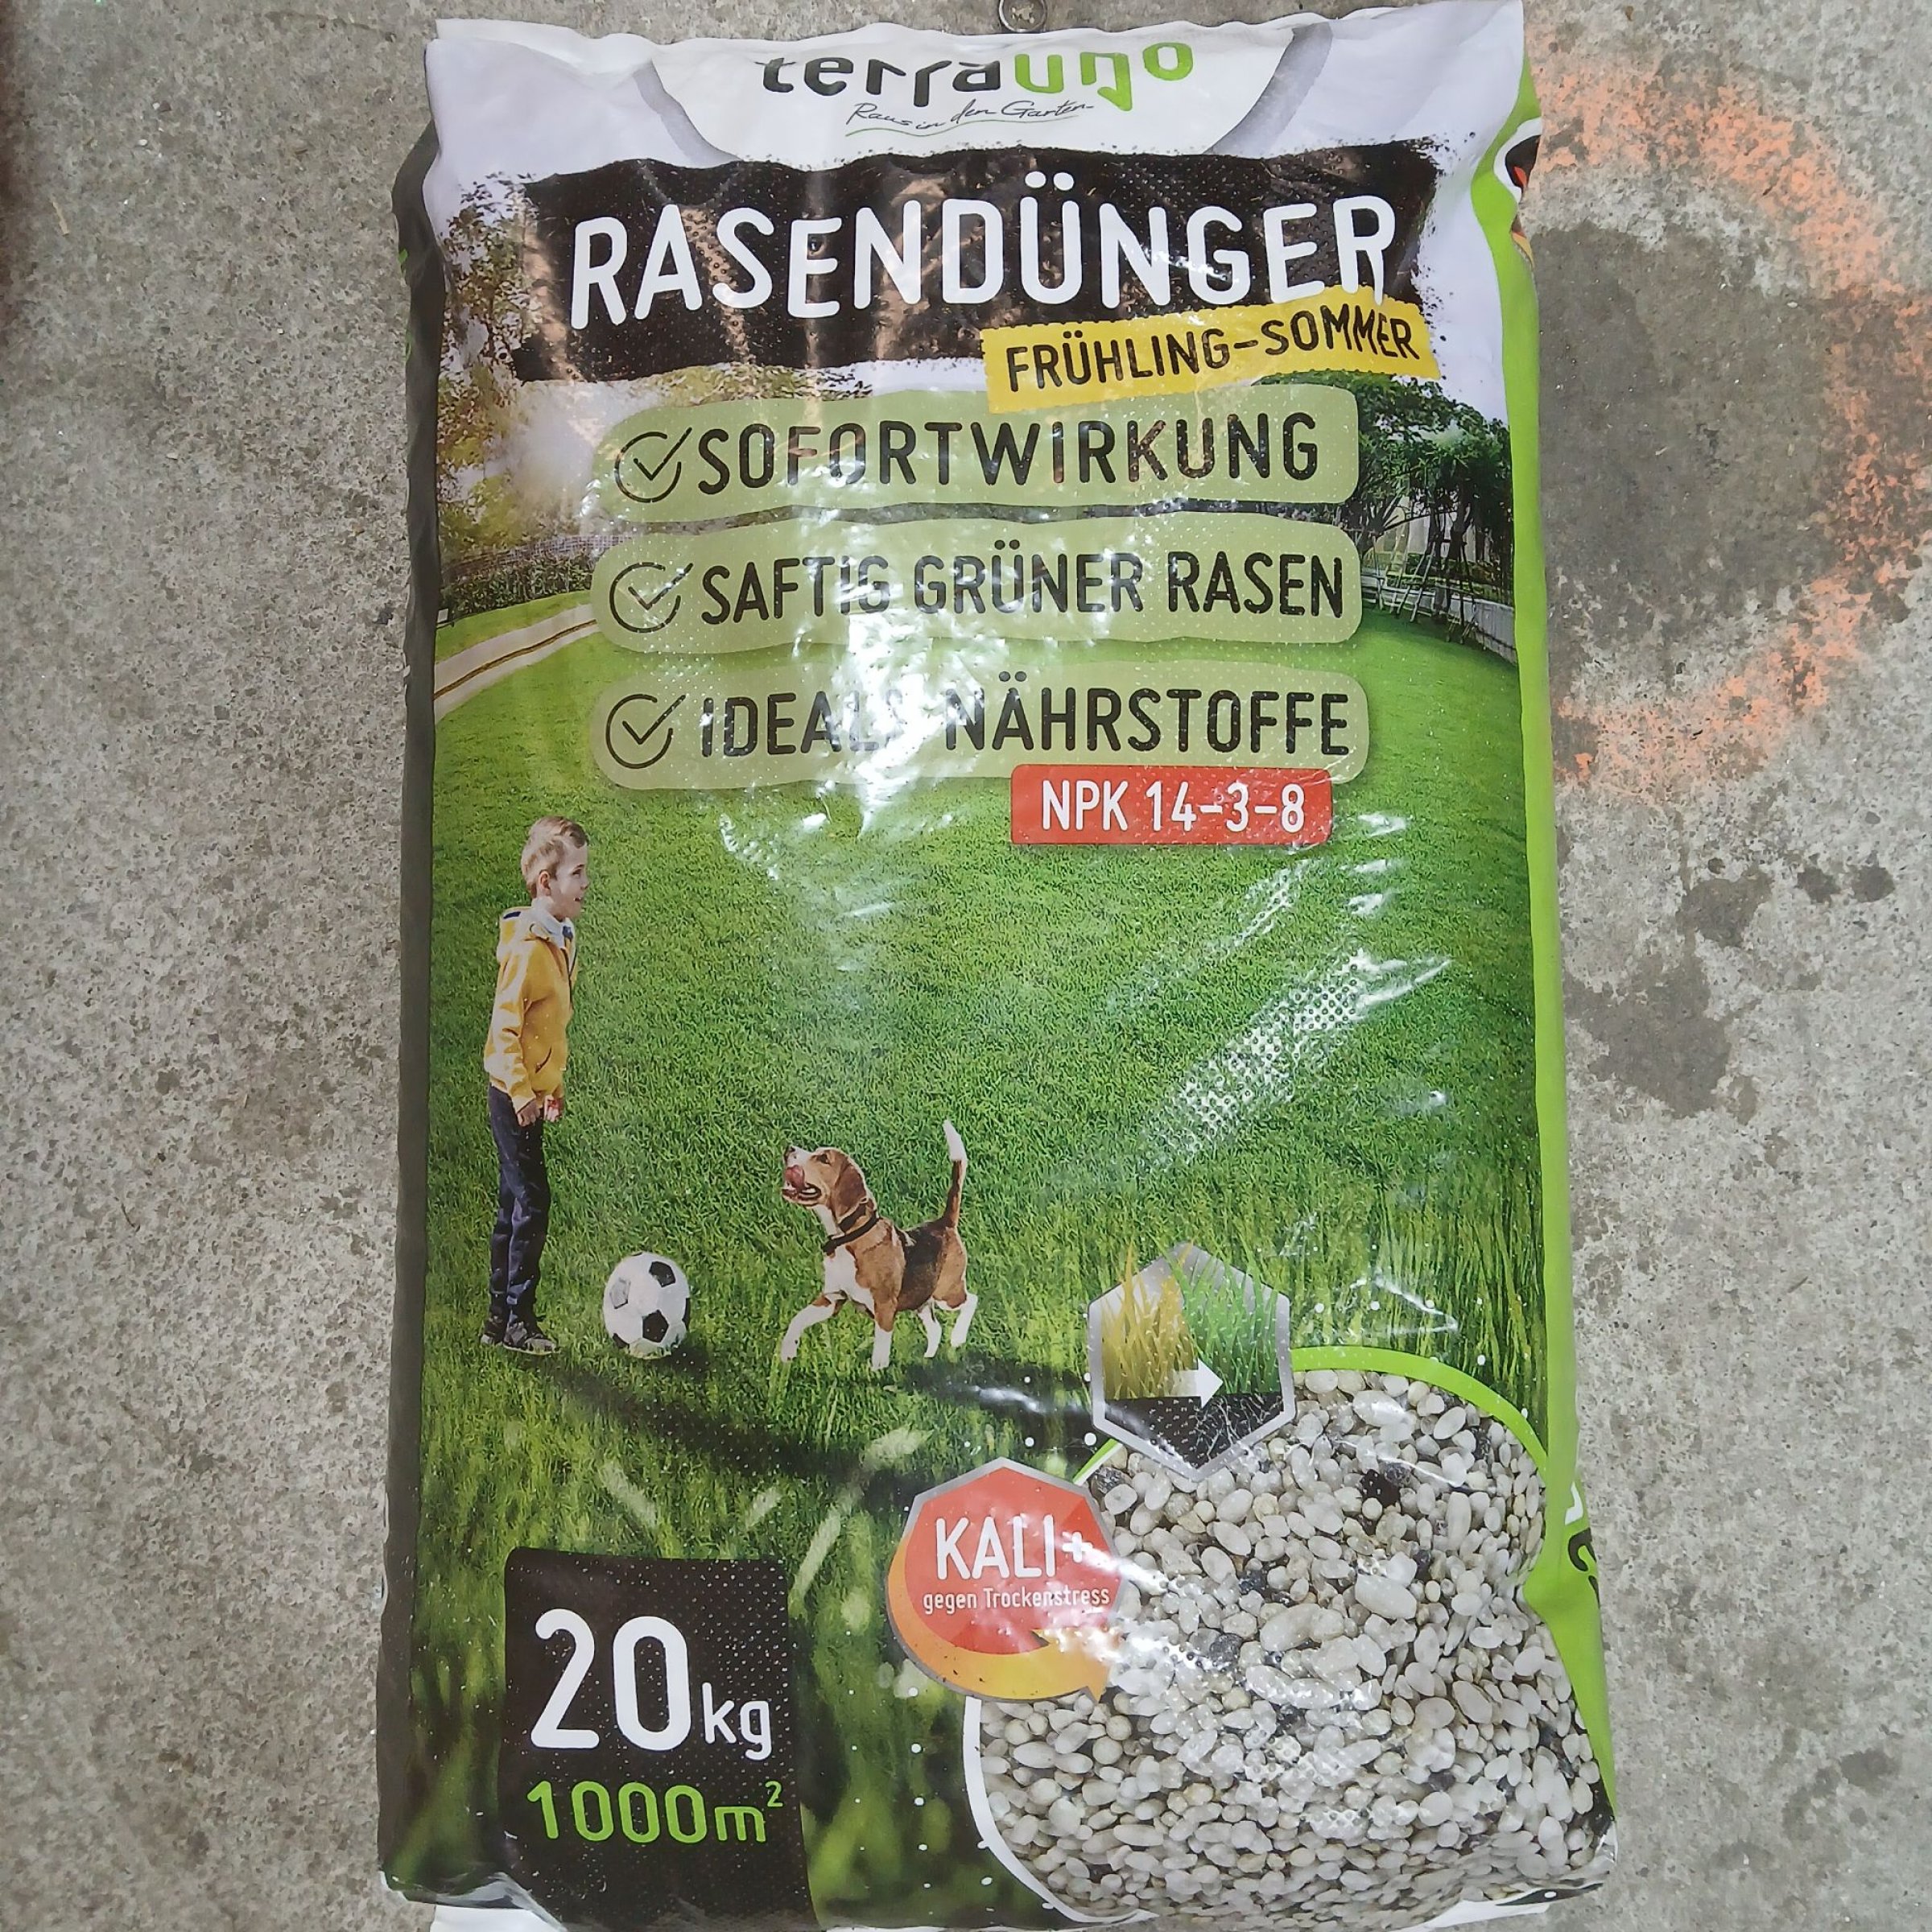 terrauno
Raus in den Garten
RASENDÜNGER
FRÜHLING-SOMMER
SOFORTWIRKUNG
SAFTIG GRÜNER RASEN
IDEALE NÄHRSTOFFE
NPK 14-3-8
KALI+
gegen Trockenstress
20kg
1000m²